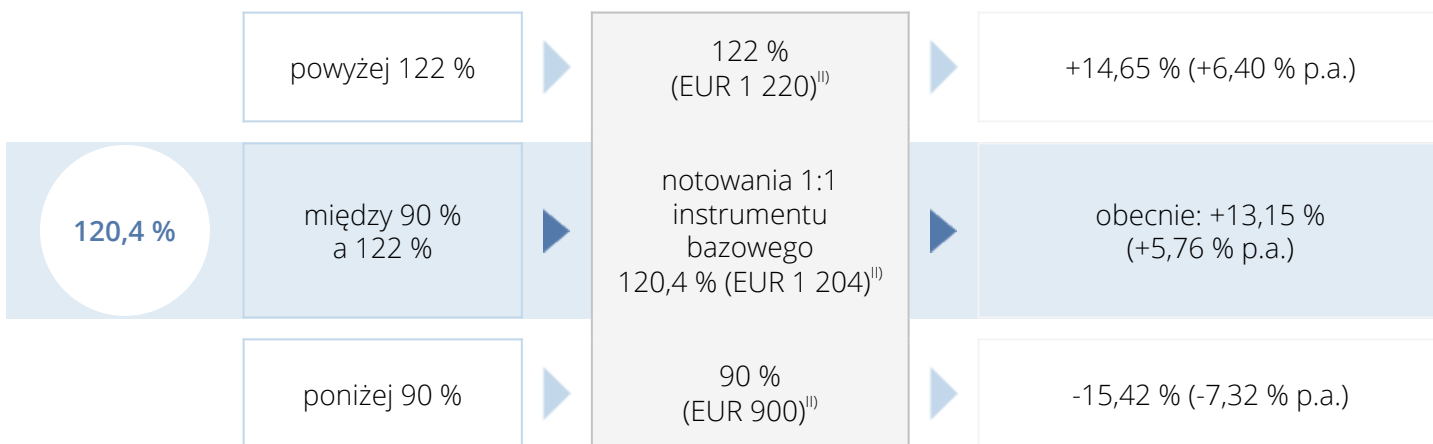 powyżej 122 %
122 %
(EUR 1 220)II)
+14,65 % (+6,40 % p.a.)
120,4 %
między 90 %
a 122 %
notowania 1:1
instrumentu
bazowego
120,4 % (EUR 1 204)II)
obecnie: +13,15 %
(+5,76 % p.a.)
poniżej 90 %
90 %
(EUR 900)II)
-15,42 % (-7,32 % p.a.)